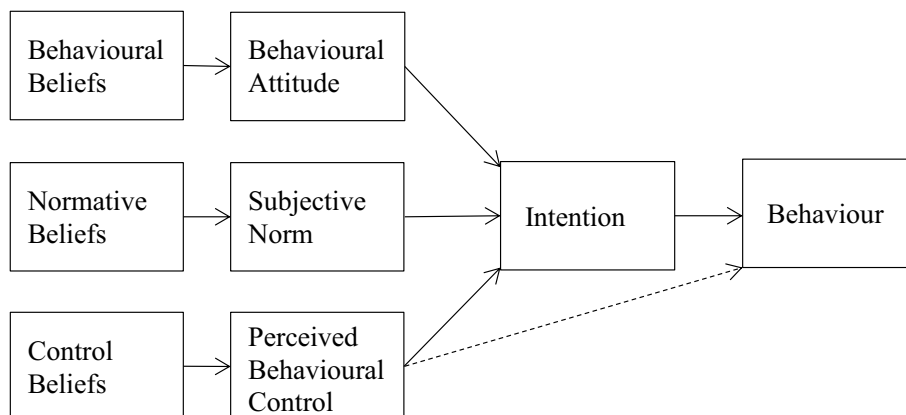 Behavioural
Beliefs
Behavioural
Attitude
Normative
Beliefs
Subjective
Norm
Intention
Behaviour
Control
Beliefs
Perceived
Behavioural
Control